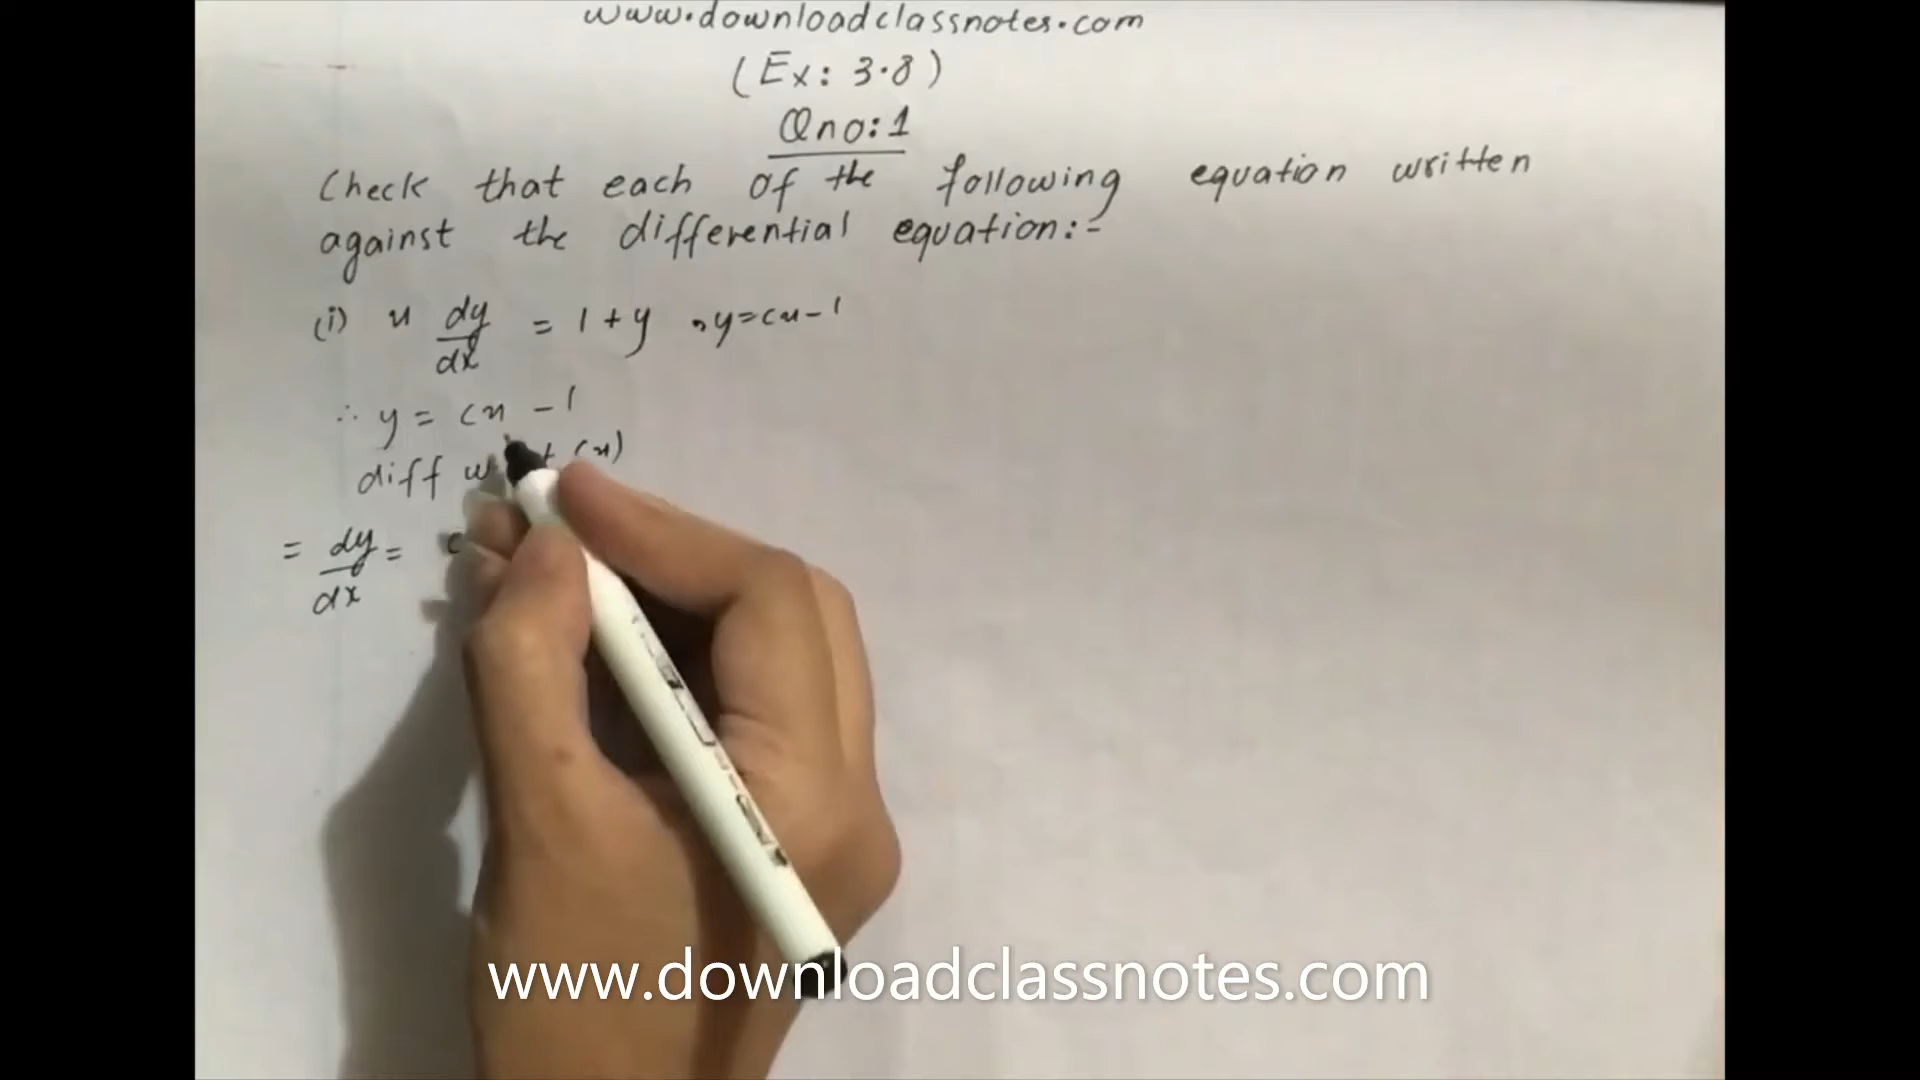 www.downloadclassnotes.com
(Ex: 3.8)
Qno:1
Check that each of the following equation written
against the differential equation:-
(i) x dy/dx = 1 + y , y=cx-1
∴ y = cx - 1
diff w t (x)
= dy/dx = c
www.downloadclassnotes.com